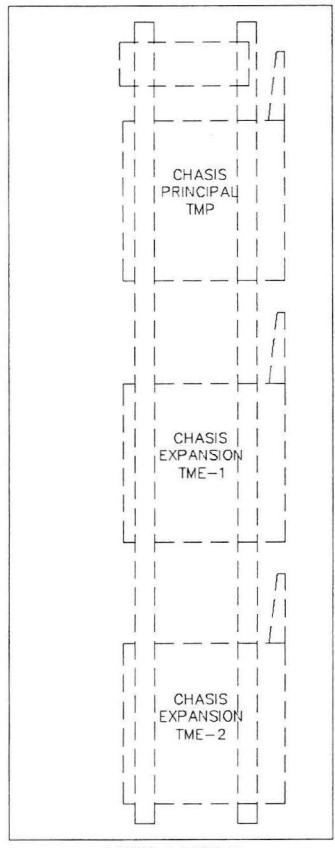 CHASIS
PRINCIPAL
TMP
CHASIS
EXPANSION
TME-1
CHASIS
EXPANSION
TME-2